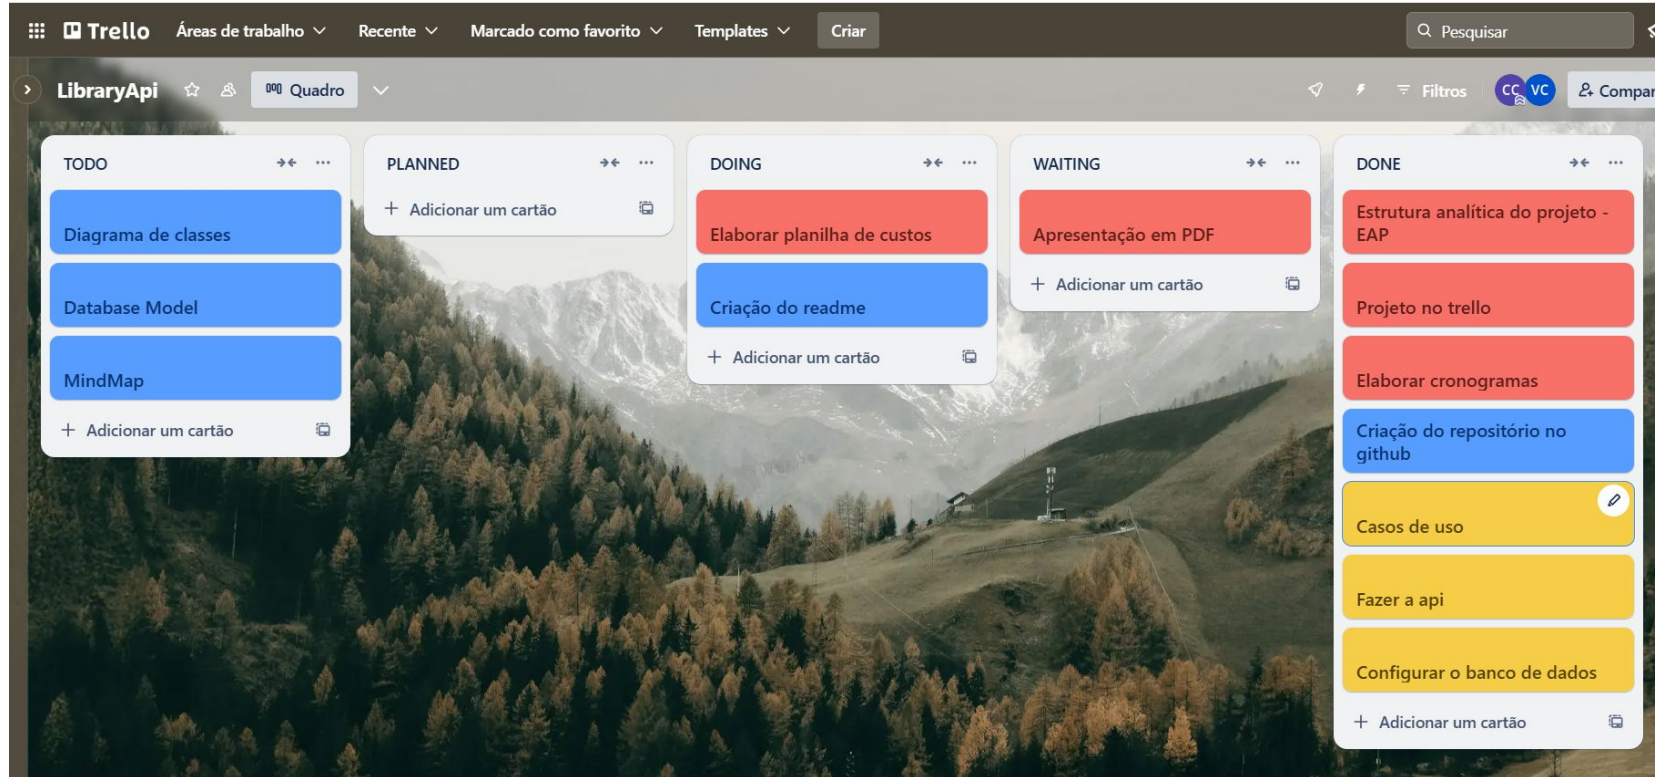 Trello Áreas de trabalho Recente Marcado como favorito Templates Criar Pesquisar
LibraryApi Quadro Filtros CC VC
TODO
Diagrama de classes
Database Model
MindMap
+ Adicionar um cartão
PLANNED
+ Adicionar um cartão
DOING
Elaborar planilha de custos
Criação do readme
+ Adicionar um cartão
WAITING
Apresentação em PDF
+ Adicionar um cartão
DONE
Estrutura analítica do projeto -
EAP
Projeto no trello
Elaborar cronogramas
Criação do repositório no
github
Casos de uso
Fazer a api
Configurar o banco de dados
+ Adicionar um cartão